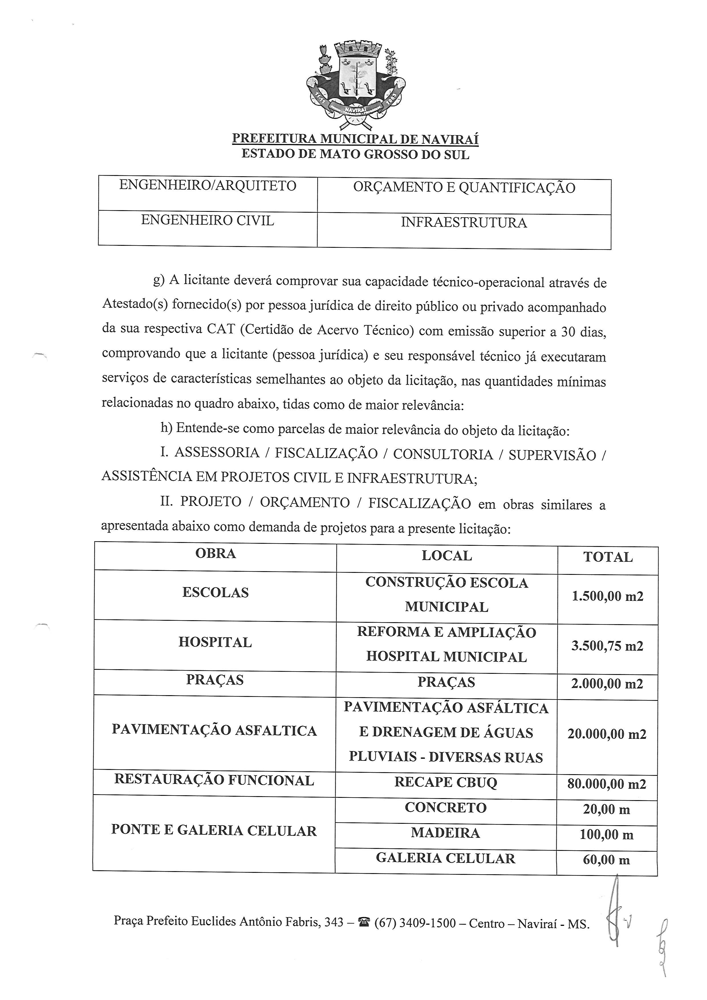 11-11
NAVIRAÍ
1963
PREFEITURA MUNICIPAL DE NAVIRAÍ
ESTADO DE MATO GROSSO DO SUL
ENGENHEIRO/ARQUITETO
ORÇAMENTO E QUANTIFICAÇÃO
ENGENHEIRO CIVIL
INFRAESTRUTURA
g) A licitante deverá comprovar sua capacidade técnico-operacional através de
Atestado(s) fornecido(s) por pessoa jurídica de direito público ou privado acompanhado
da sua respectiva CAT (Certidão de Acervo Técnico) com emissão superior a 30 dias,
comprovando que a licitante (pessoa jurídica) e seu responsável técnico já executaram
serviços de características semelhantes ao objeto da licitação, nas quantidades mínimas
relacionadas no quadro abaixo, tidas como de maior relevância:
h) Entende-se como parcelas de maior relevância do objeto da licitação:
I. ASSESSORIA / FISCALIZAÇÃO / CONSULTORIA / SUPERVISÃO /
ASSISTÊNCIA EM PROJETOS CIVIL E INFRAESTRUTURA;
II. PROJETO / ORÇAMENTO / FISCALIZAÇÃO em obras similares a
apresentada abaixo como demanda de projetos para a presente licitação:
OBRA
LOCAL
TOTAL
ESCOLAS
CONSTRUÇÃO ESCOLA
MUNICIPAL
1.500,00 m2
HOSPITAL
REFORMA E AMPLIAÇÃO
HOSPITAL MUNICIPAL
3.500,75 m2
PRAÇAS
PRAÇAS
2.000,00 m2
PAVIMENTAÇÃO ASFALTICA
PAVIMENTAÇÃO ASFÁLTICA
E DRENAGEM DE ÁGUAS
PLUVIAIS - DIVERSAS RUAS
20.000,00 m2
RESTAURAÇÃO FUNCIONAL
RECAPE CBUQ
80.000,00 m2
PONTE E GALERIA CELULAR
CONCRETO
20,00 m
MADEIRA
100,00 m
GALERIA CELULAR
60,00 m
Praça Prefeito Euclides Antônio Fabris, 343 – ☎ (67) 3409-1500 – Centro – Naviraí - MS.